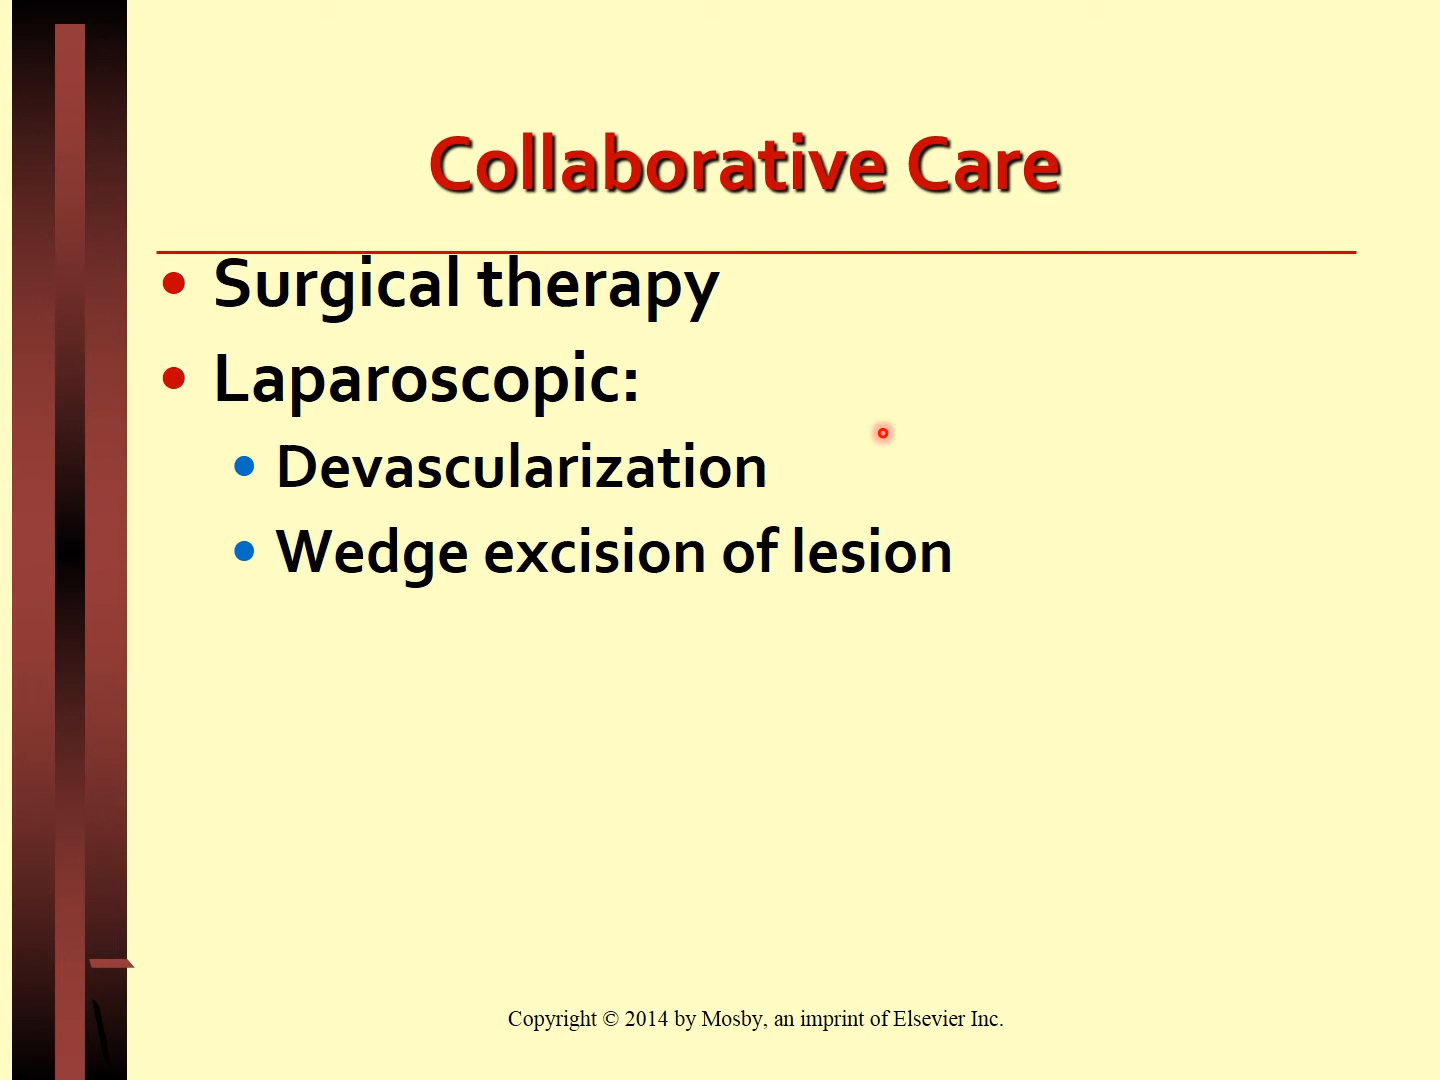 Collaborative Care
• Surgical therapy
• Laparoscopic:
• Devascularization
• Wedge excision of lesion
Copyright © 2014 by Mosby, an imprint of Elsevier Inc.